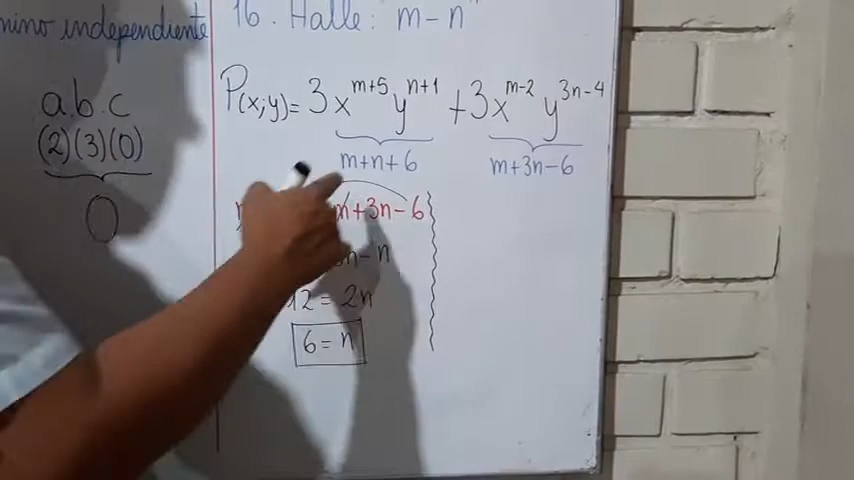 mino independiente
a.b.c
(2)(3)(0)
0
16. Halle: m-n
P(x;y)= 3x^{m+5}y^{n+1} + 3x^{m-2}y^{3n-4}
m+n+6
m+3n-6
m+3n-6
n-n
12 = 2n
6=n